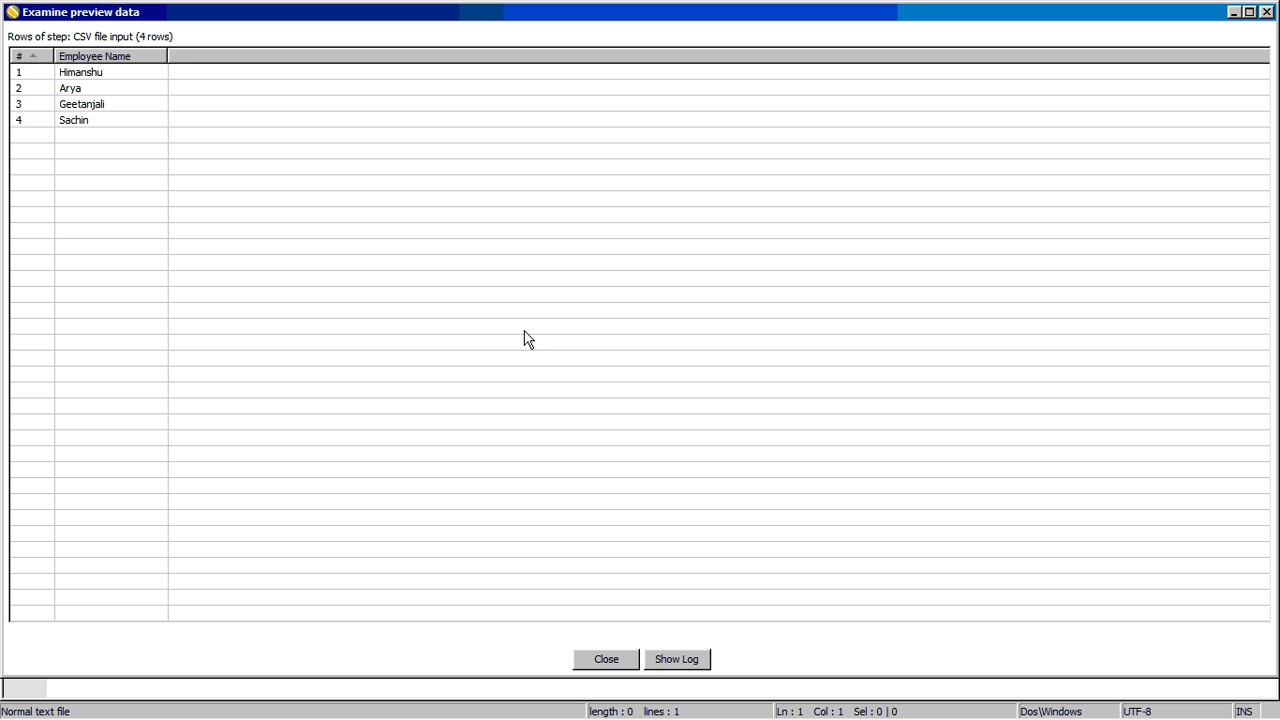 Examine preview data
Rows of step: CSV file input (4 rows)
# Employee Name
1 Himanshu
2 Arya
3 Geetanjali
4 Sachin
Close Show Log
Normal text file length : 0 lines : 1 Ln : 1 Col : 1 Sel : 0 | 0 Dos\Windows UTF-8 INS